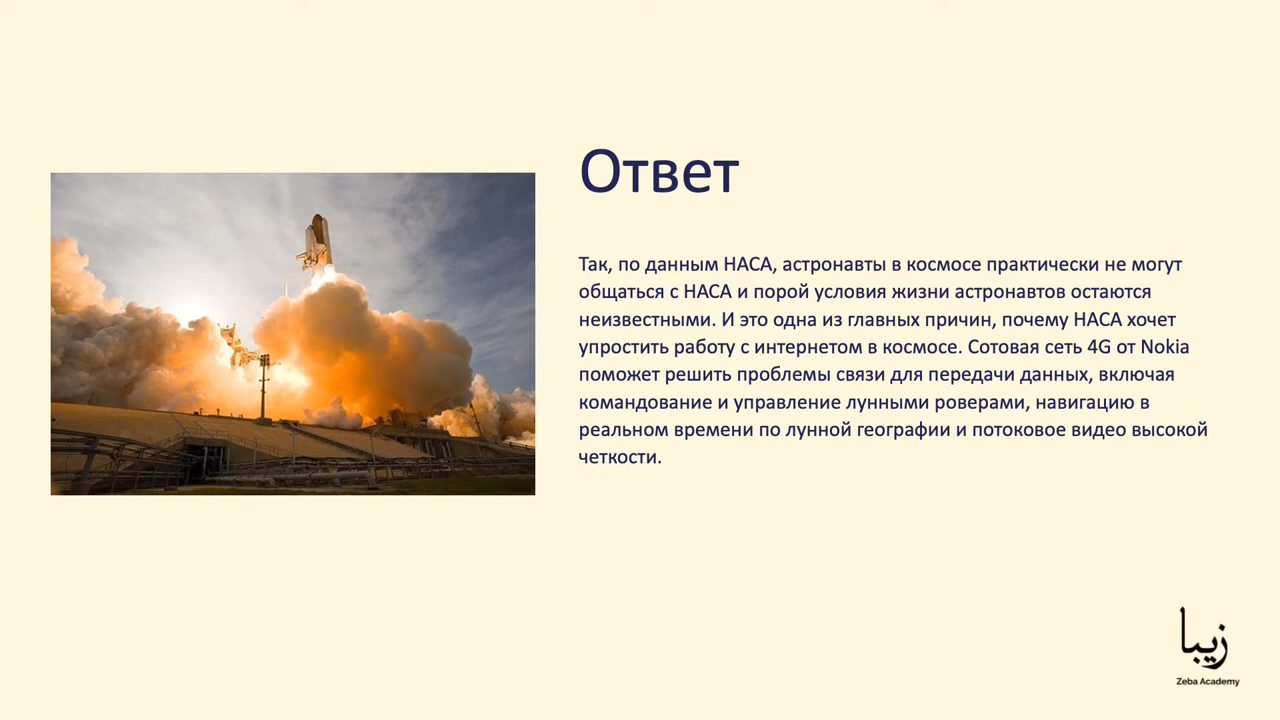 Ответ
Так, по данным НАСА, астронавты в космосе практически не могут
общаться с НАСА и порой условия жизни астронавтов остаются
неизвестными. И это одна из главных причин, почему НАСА хочет
упростить работу с интернетом в космосе. Сотовая сеть 4G от Nokia
поможет решить проблемы связи для передачи данных, включая
командование и управление лунными роверами, навигацию в
реальном времени по лунной географии и потоковое видео высокой
четкости.
زیبا
Zeba Academy